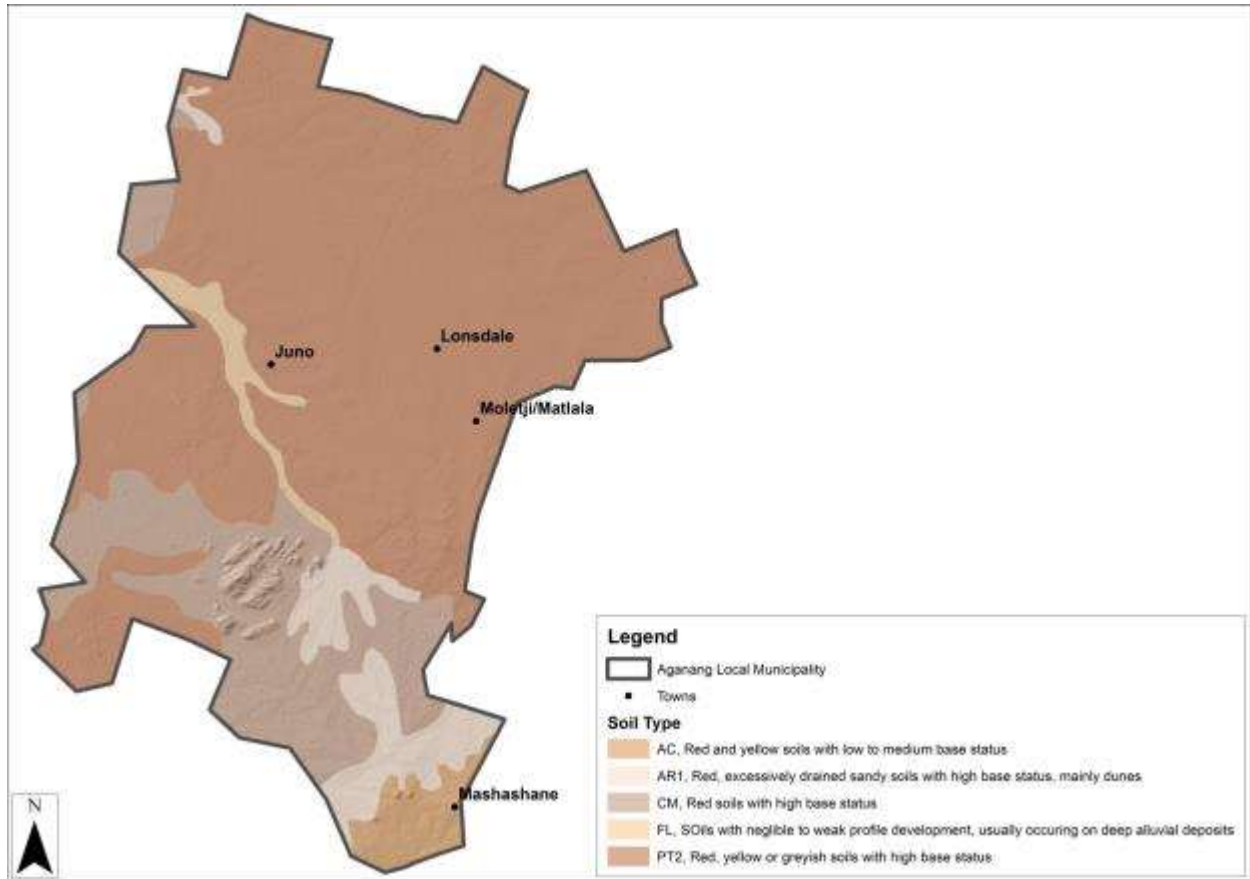 Lonsdale
Juno
Moletji/Matlala
Mashashane
N
Legend
Aganang Local Municipality
Towns
Soil Type
AC, Red and yellow soils with low to medium base status
AR1, Red, excessively drained sandy soils with high base status, mainly dunes
CM, Red soils with high base status
FL, SOils with neglible to weak profile development, usually occuring on deep alluvial deposits
PT2, Red, yellow or greyish soils with high base status